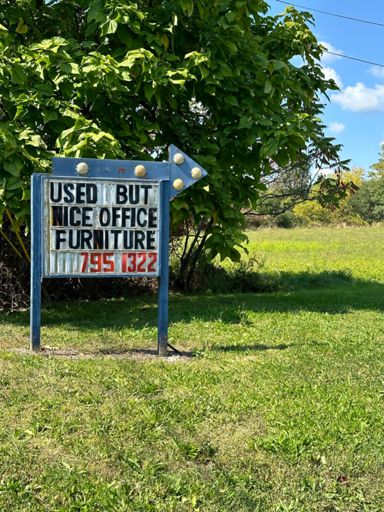 USED BUT
NICE OFFICE
FURNITURE
795 1322